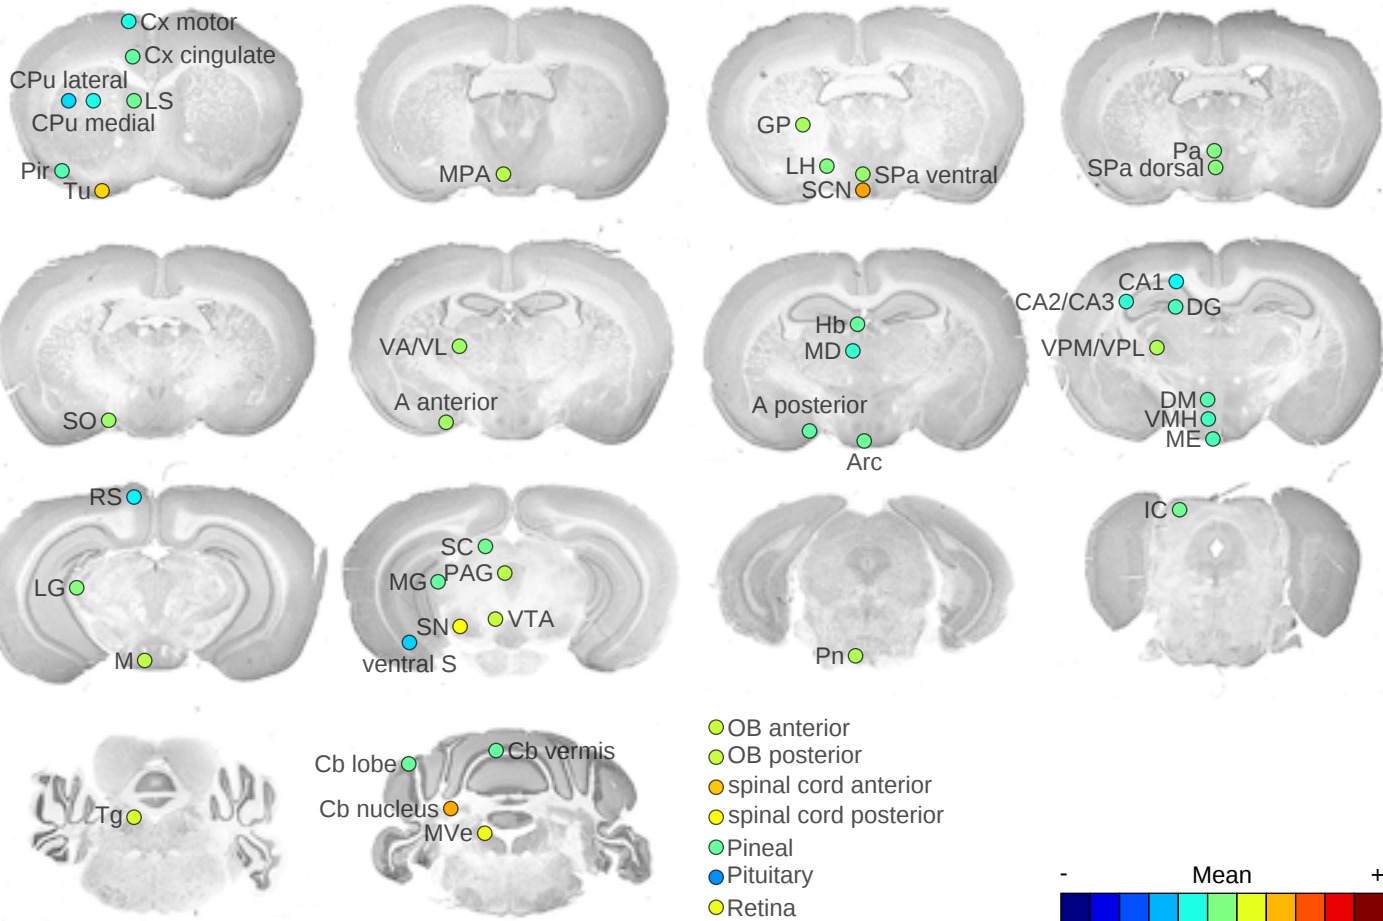 Cx motor
Cx cingulate
CPu lateral
LS
CPu medial
Pir
Tu
MPA
GP
LH
SPa ventral
SCN
Pa
SPa dorsal
SO
VA/VL
A anterior
Hb
MD
A posterior
Arc
CA1
CA2/CA3
DG
VPM/VPL
DM
VMH
ME
RS
LG
M
SC
MG
PAG
SN
VTA
ventral S
Pn
IC
Tg
Cb lobe
Cb vermis
Cb nucleus
MVe
OB anterior
OB posterior
spinal cord anterior
spinal cord posterior
Pineal
Pituitary
Retina
- Mean +